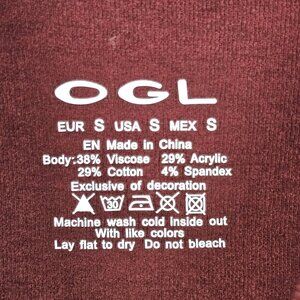 OGL
EUR S USA S MEX S
EN Made in China
Body:38% Viscose 29% Acrylic
29% Cotton 4% Spandex
Exclusive of decoration
Machine wash cold inside out
With like colors
Lay flat to dry Do not bleach